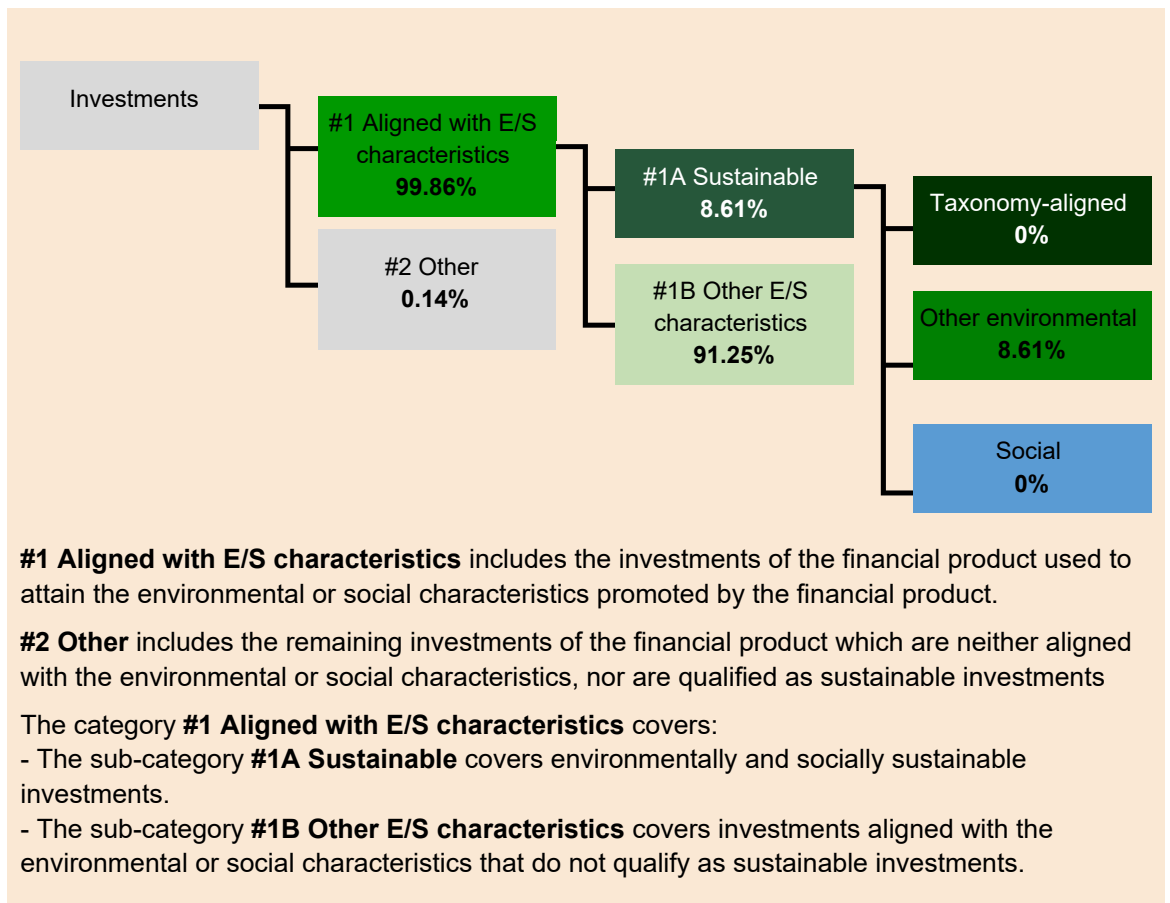 Investments
#1 Aligned with E/S
characteristics
99.86%
#2 Other
0.14%
#1A Sustainable
8.61%
#1B Other E/S
characteristics
91.25%
Taxonomy-aligned
0%
Other environmental
8.61%
Social
0%
#1 Aligned with E/S characteristics includes the investments of the financial product used to
attain the environmental or social characteristics promoted by the financial product.
#2 Other includes the remaining investments of the financial product which are neither aligned
with the environmental or social characteristics, nor are qualified as sustainable investments
The category #1 Aligned with E/S characteristics covers:
- The sub-category #1A Sustainable covers environmentally and socially sustainable
investments.
- The sub-category #1B Other E/S characteristics covers investments aligned with the
environmental or social characteristics that do not qualify as sustainable investments.